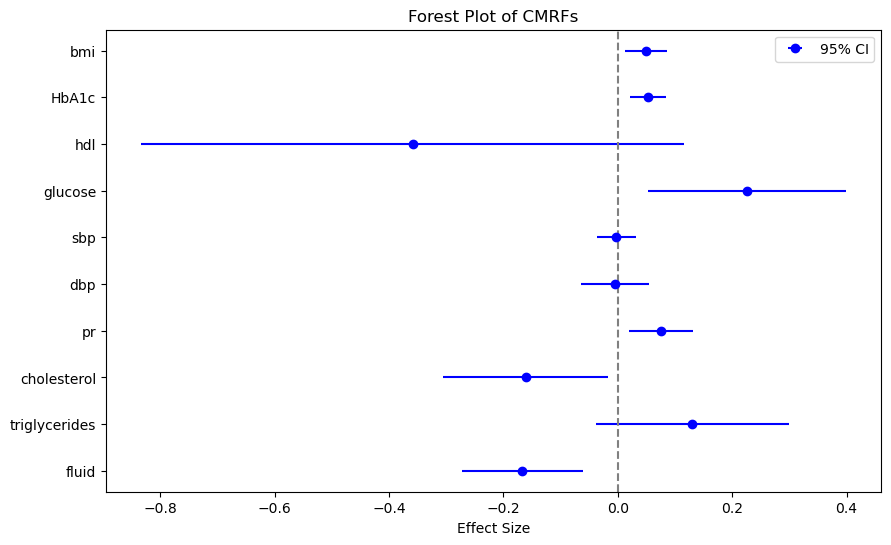 Forest Plot of CMRFs
95% CI
bmi
HbA1c
hdl
glucose
sbp
dbp
pr
cholesterol
triglycerides
fluid
−0.8 −0.6 −0.4 −0.2 0.0 0.2 0.4
Effect Size